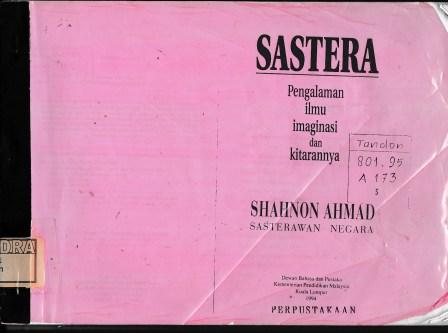 SASTERA
Pengalaman
ilmu
imaginasi
dan
kitarannya
Tandon
801.95
A 173
s
SHAHNON AHMAD
SASTERAWAN NEGARA
Dewan Bahasa dan Pustaka
Kementerian Pendidikan Malaysia
Kuala Lumpur
1994
PERPUSTAKAAN
DRA